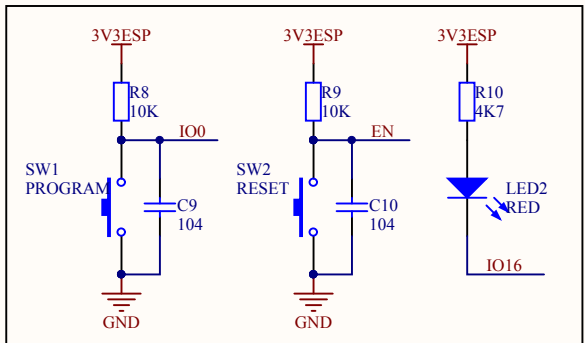 3V3ESP
3V3ESP
3V3ESP
R8
10K
R9
10K
R10
4K7
IO0
EN
SW1
PROGRAM
SW2
RESET
LED2
RED
C9
104
C10
104
IO16
GND
GND